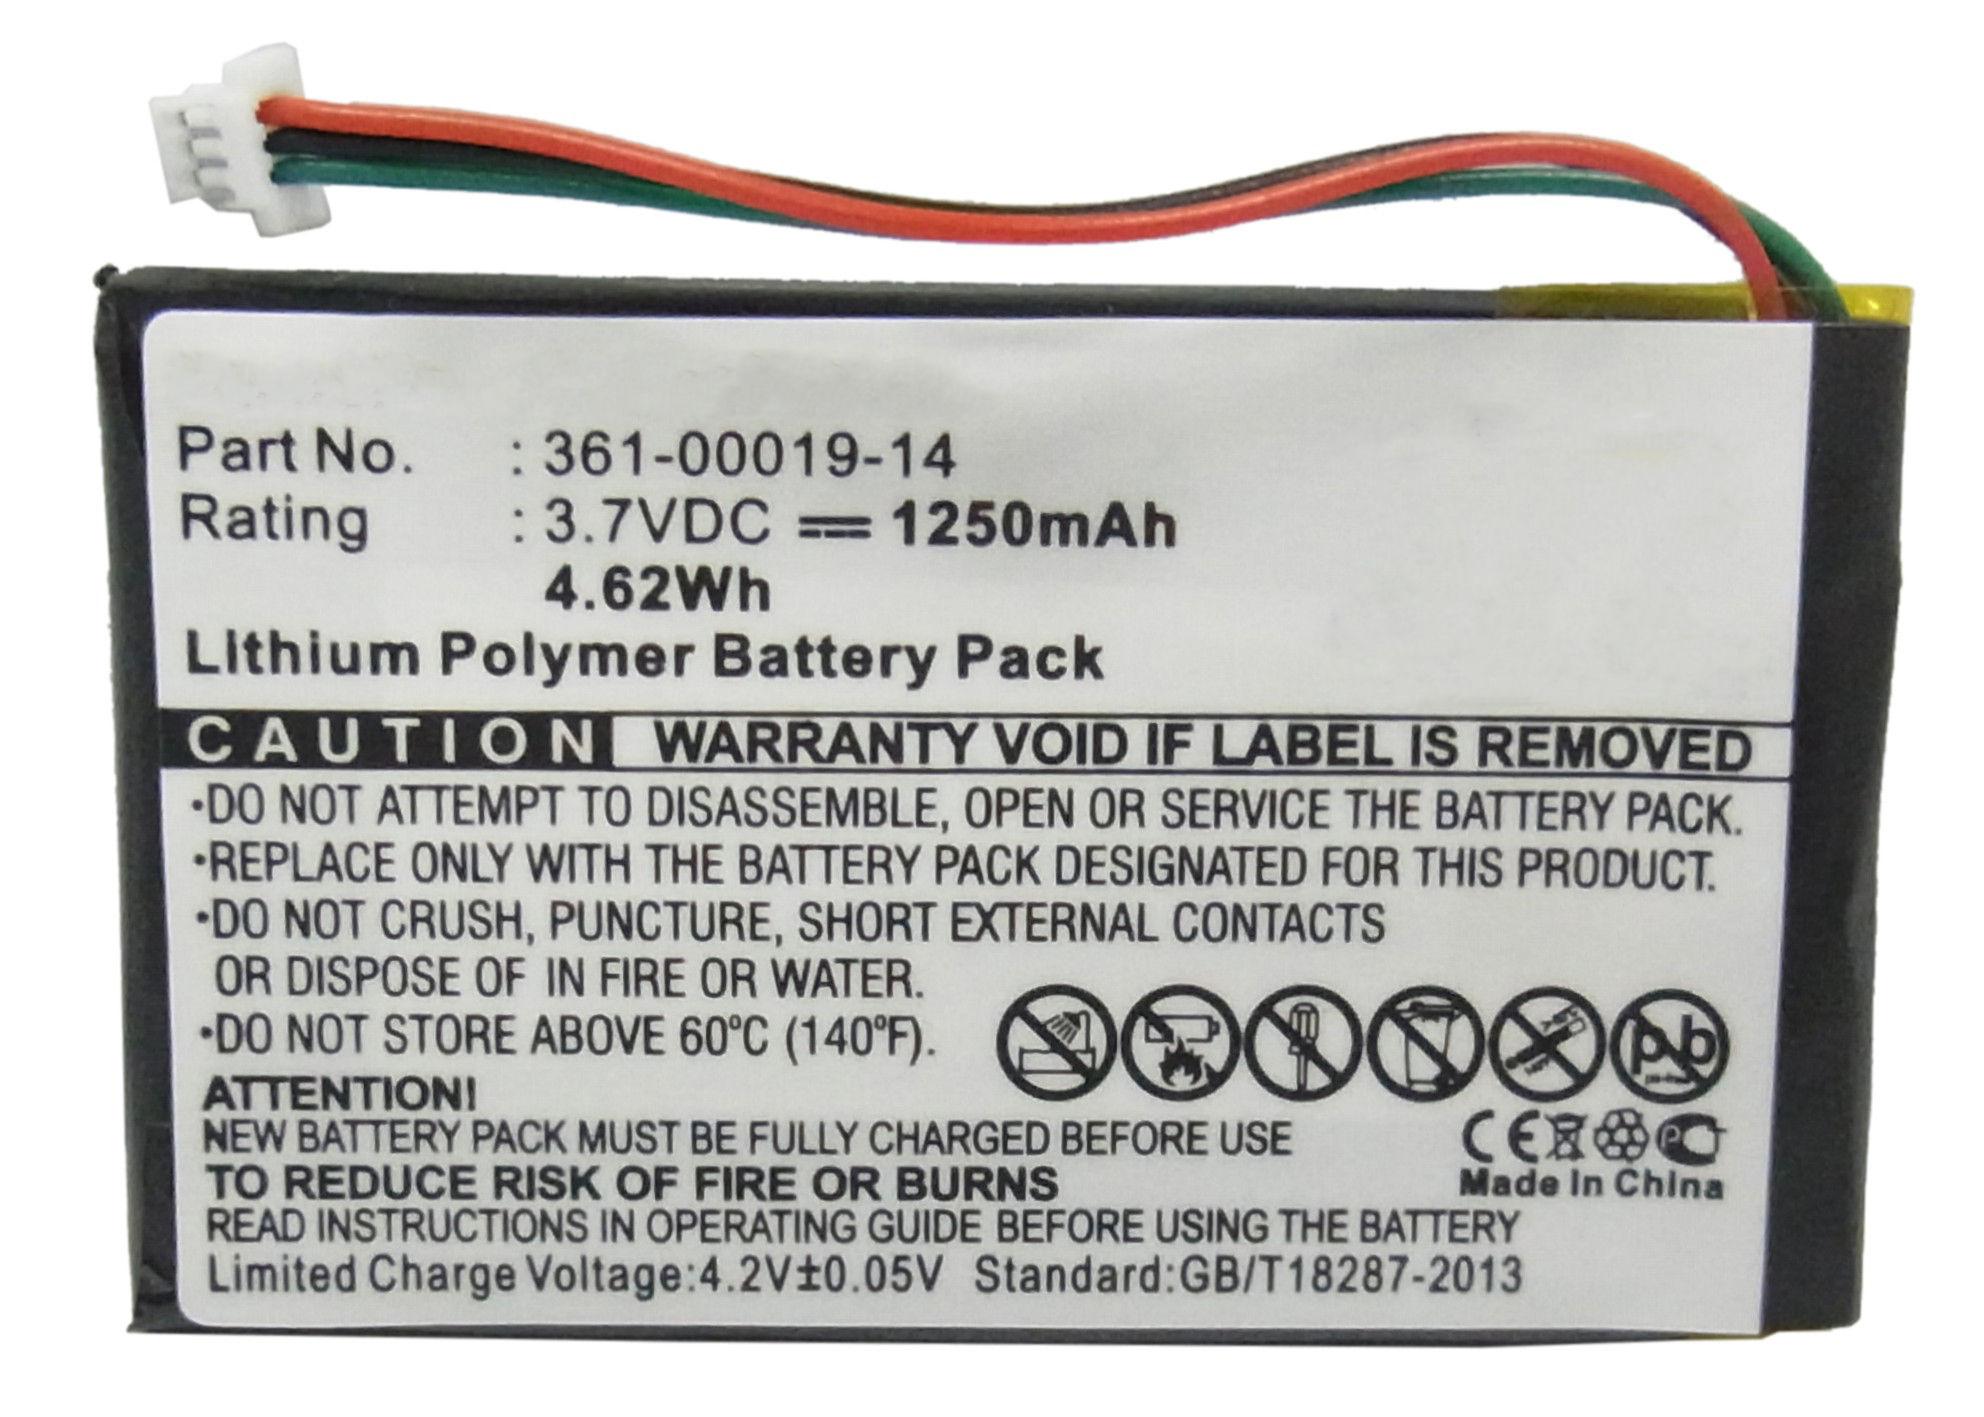 Part No. : 361-00019-14
Rating : 3.7VDC ⎓ 1250mAh
4.62Wh
Lithium Polymer Battery Pack
CAUTION WARRANTY VOID IF LABEL IS REMOVED
•DO NOT ATTEMPT TO DISASSEMBLE, OPEN OR SERVICE THE BATTERY PACK.
•REPLACE ONLY WITH THE BATTERY PACK DESIGNATED FOR THIS PRODUCT.
•DO NOT CRUSH, PUNCTURE, SHORT EXTERNAL CONTACTS
OR DISPOSE OF IN FIRE OR WATER.
•DO NOT STORE ABOVE 60ºC (140ºF).
Pb
ATTENTION!
NEW BATTERY PACK MUST BE FULLY CHARGED BEFORE USE
CE
TO REDUCE RISK OF FIRE OR BURNS
Made In China
READ INSTRUCTIONS IN OPERATING GUIDE BEFORE USING THE BATTERY
Limited Charge Voltage:4.2V±0.05V Standard:GB/T18287-2013